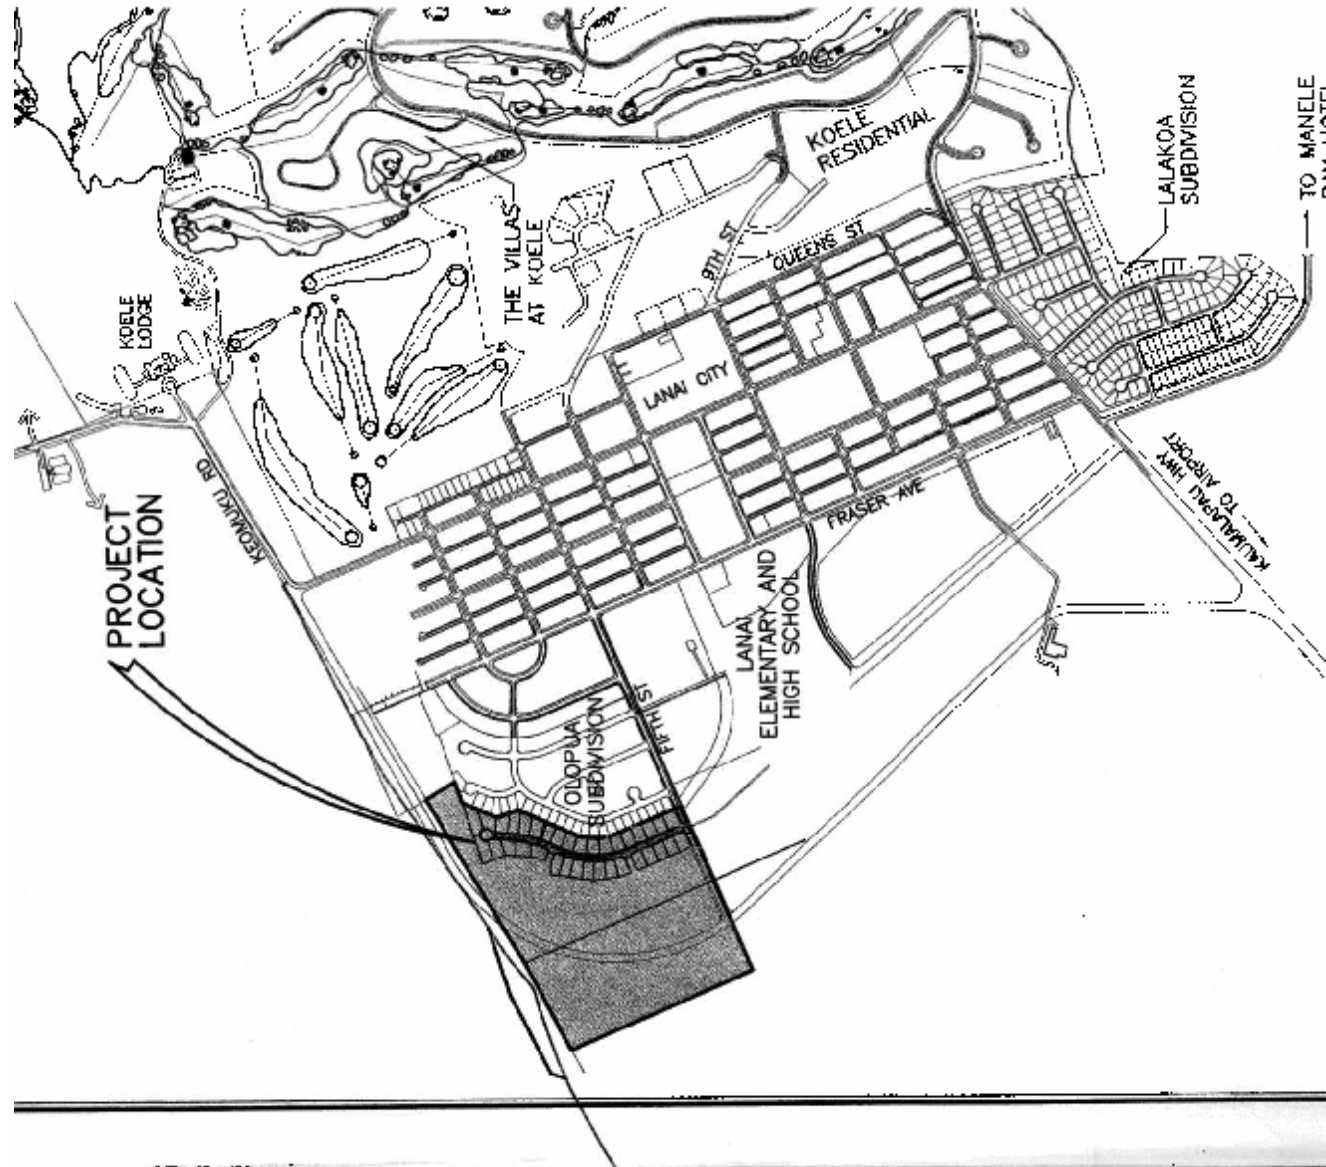 KOELE
RESIDENTIAL
LALAKOA
SUBDIVISION
TO MANELE
KOELE
LODGE
THE VILLAS
AT KOELE
9TH ST
QUEENS ST
LANAI CITY
KEOMUKU RD
PROJECT
LOCATION
FRASER AVE
KAUMALAPAU HWY
TO AIRPORT
LANAI
ELEMENTARY AND
HIGH SCHOOL
OLOPUA
SUBDIVISION
FIFTH ST